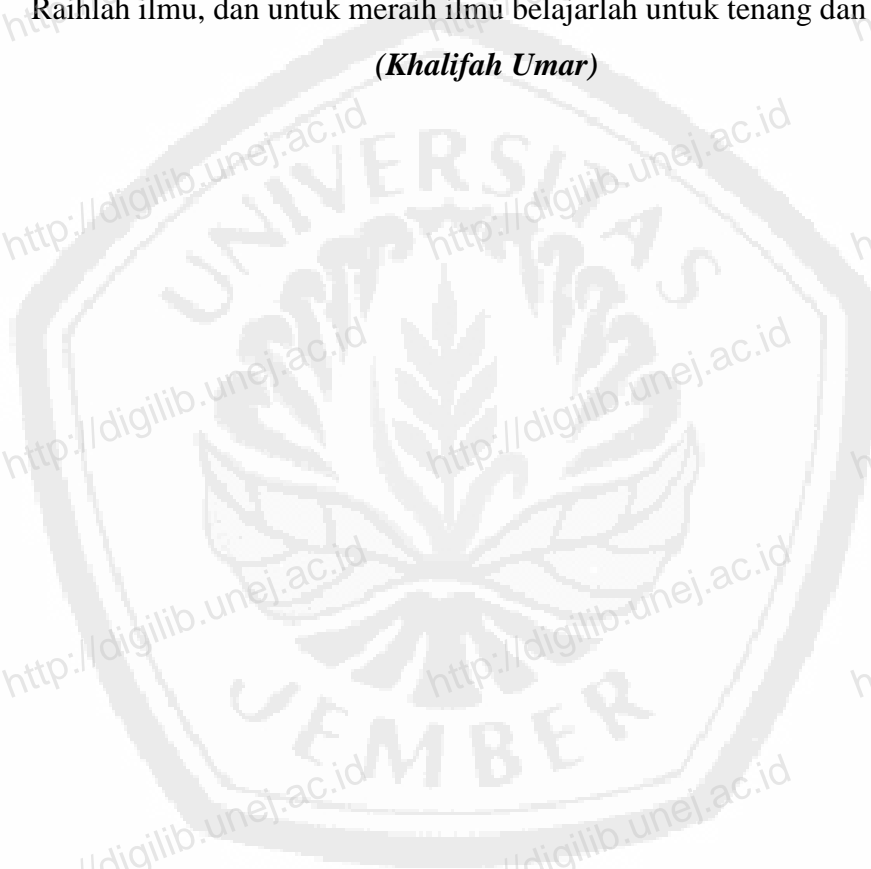 Raihlah ilmu, dan untuk meraih ilmu belajarlah untuk tenang dan
(Khalifah Umar)
http://digilib.unej.ac.id http://digilib.unej.ac.id
http://digilib.unej.ac.id http://digilib.unej.ac.id
http://digilib.unej.ac.id http://digilib.unej.ac.id
http://digilib.unej.ac.id http://digilib.unej.ac.id
UNIVERSITAS
JEMBER